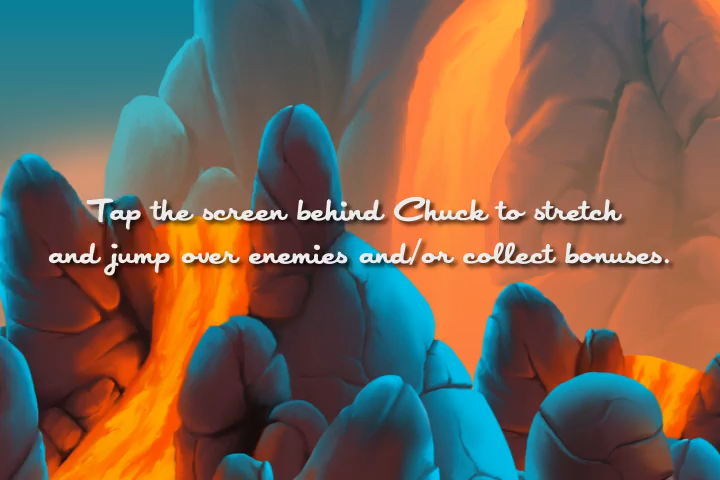 Tap the screen behind Chuck to stretch
and jump over enemies and/or collect bonuses.